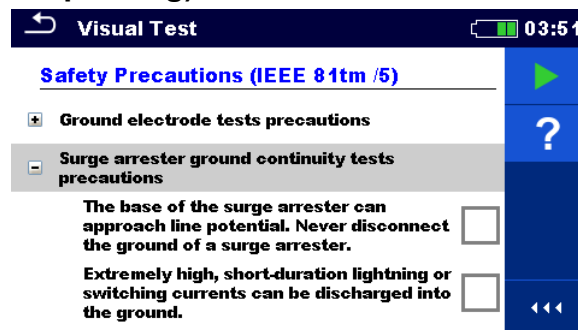 Visual Test
03:51
Safety Precautions (IEEE 81tm /5)
Ground electrode tests precautions
?
Surge arrester ground continuity tests
precautions
The base of the surge arrester can
approach line potential. Never disconnect
the ground of a surge arrester.
Extremely high, short-duration lightning or
switching currents can be discharged into
the ground.